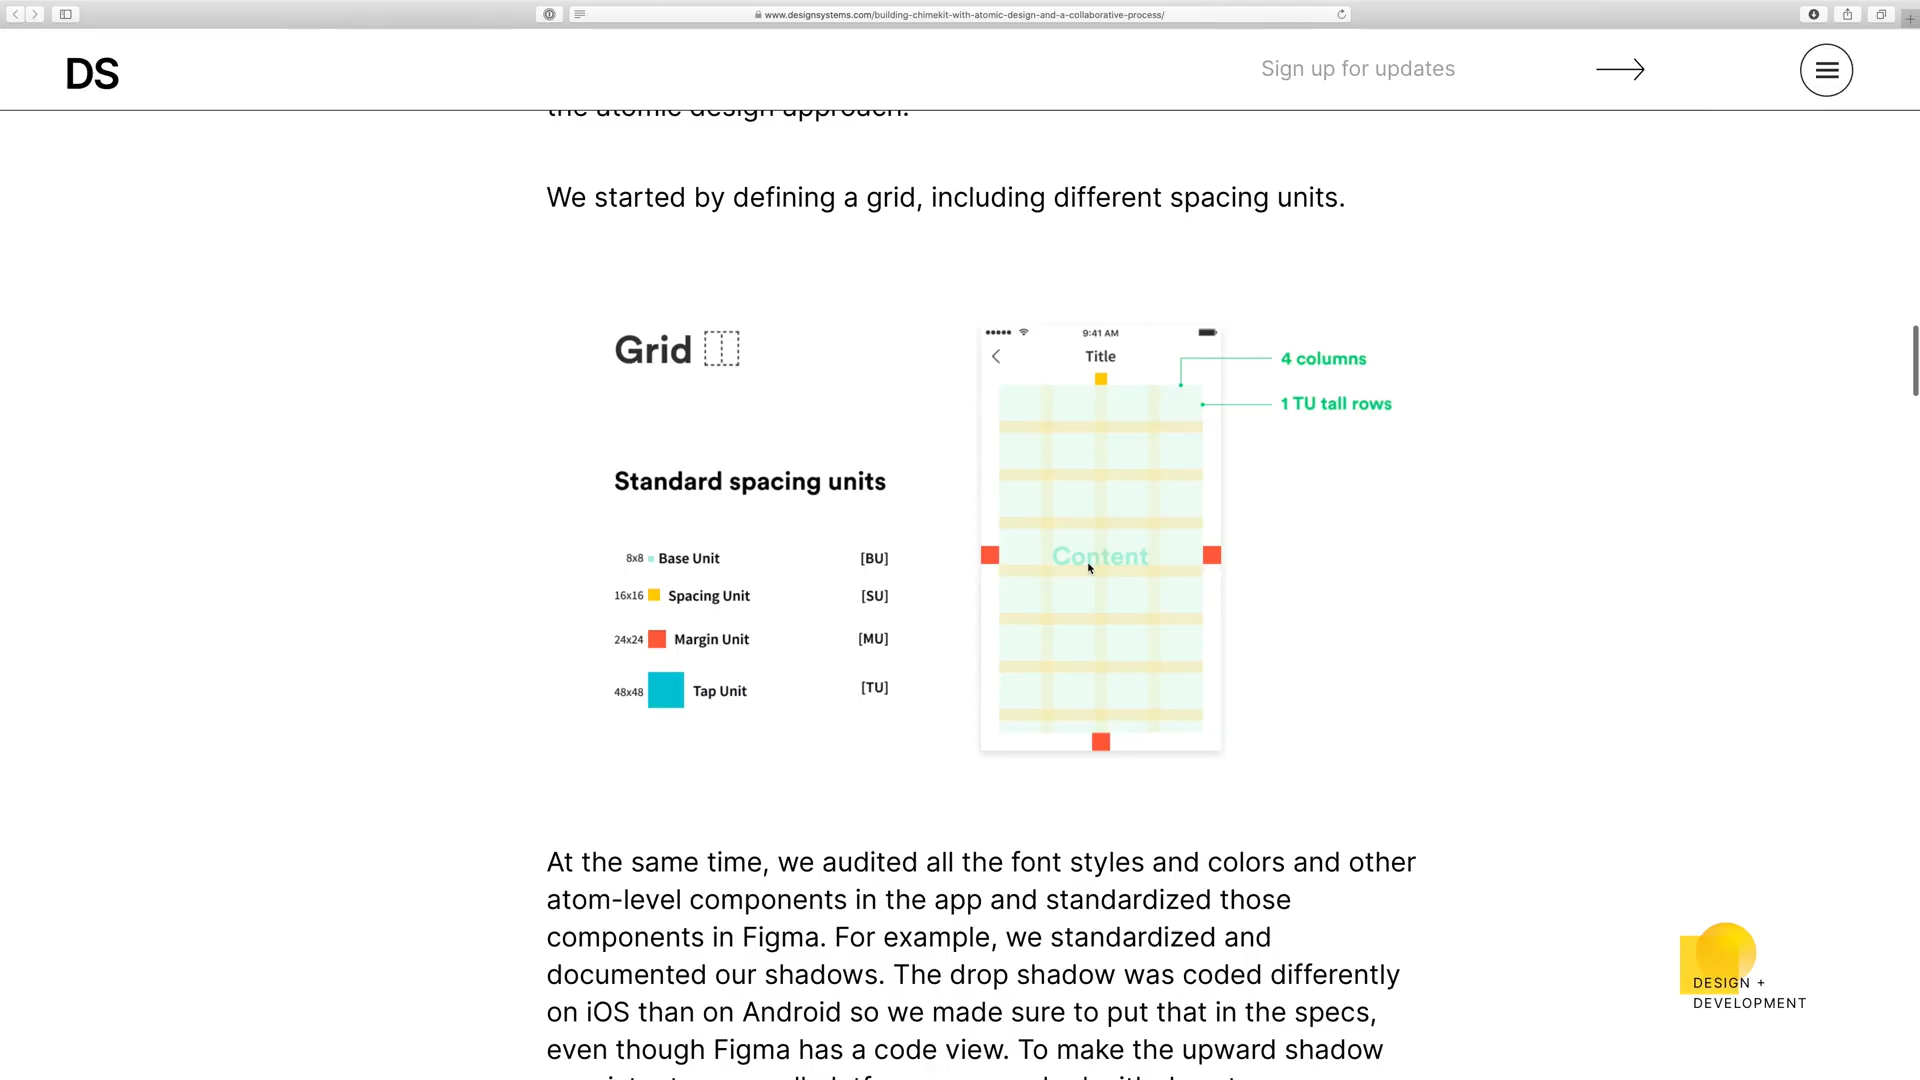 www.designsystems.com/building-chimekit-with-atomic-design-and-a-collaborative-process/
DS
Sign up for updates
the atomic design approach.
We started by defining a grid, including different spacing units.
Grid
Standard spacing units
8x8 Base Unit [BU]
16x16 Spacing Unit [SU]
24x24 Margin Unit [MU]
48x48 Tap Unit [TU]
9:41 AM
Title
4 columns
1 TU tall rows
Content
At the same time, we audited all the font styles and colors and other
atom-level components in the app and standardized those
components in Figma. For example, we standardized and
documented our shadows. The drop shadow was coded differently
on iOS than on Android so we made sure to put that in the specs,
even though Figma has a code view. To make the upward shadow
DESIGN +
DEVELOPMENT